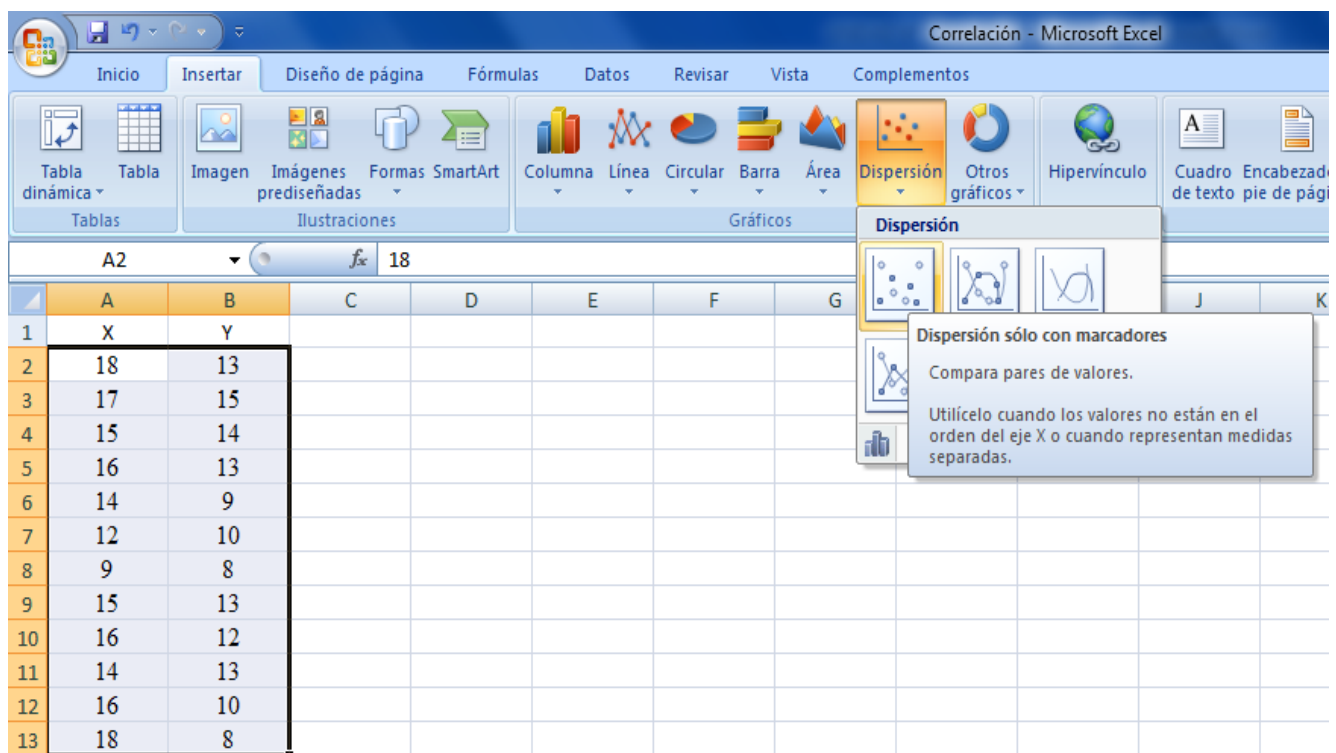 Correlación - Microsoft Excel
Inicio Insertar Diseño de página Fórmulas Datos Revisar Vista Complementos
Tabla dinámica Tabla Imagen Imágenes prediseñadas Formas SmartArt Columna Línea Circular Barra Área Dispersión Otros gráficos Hipervínculo Cuadro de texto
Tablas Ilustraciones Gráficos
Dispersión
A2 fx 18
A B C D E F G J K
1 X Y
Dispersión sólo con marcadores
2 18 13
Compara pares de valores.
3 17 15
Utilícelo cuando los valores no están en el
4 15 14
orden del eje X o cuando representan medidas
separadas.
5 16 13
6 14 9
7 12 10
8 9 8
9 15 13
10 16 12
11 14 13
12 16 10
13 18 8